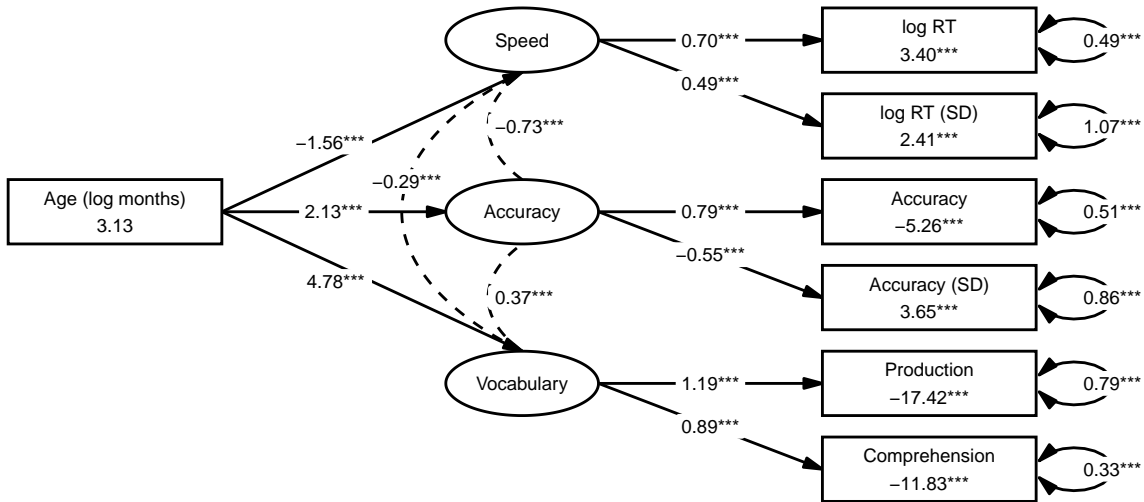 log RT
3.40***
0.49***
Speed
0.70***
0.49***
log RT (SD)
2.41***
1.07***
−0.73***
−1.56***
−0.29***
Age (log months)
3.13
2.13***
Accuracy
0.79***
Accuracy
−5.26***
0.51***
−0.55***
4.78***
0.37***
Accuracy (SD)
3.65***
0.86***
Vocabulary
1.19***
Production
−17.42***
0.79***
0.89***
Comprehension
−11.83***
0.33***